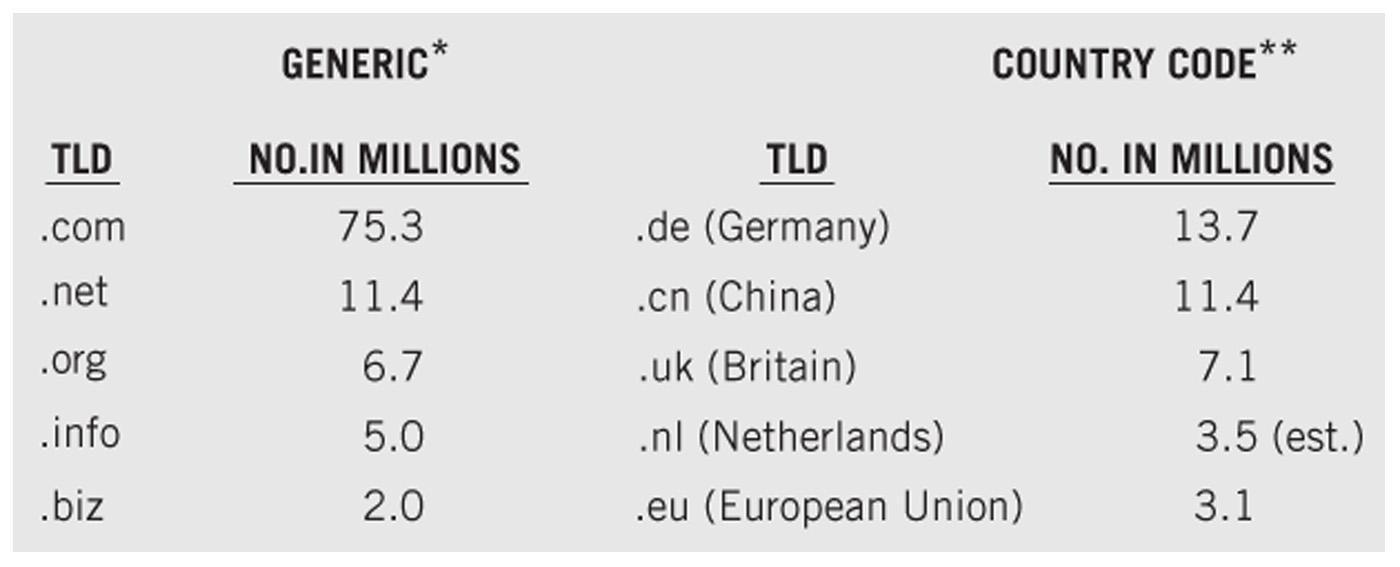 GENERIC* COUNTRY CODE**
TLD NO.IN MILLIONS TLD NO. IN MILLIONS
.com 75.3 .de (Germany) 13.7
.net 11.4 .cn (China) 11.4
.org 6.7 .uk (Britain) 7.1
.info 5.0 .nl (Netherlands) 3.5 (est.)
.biz 2.0 .eu (European Union) 3.1